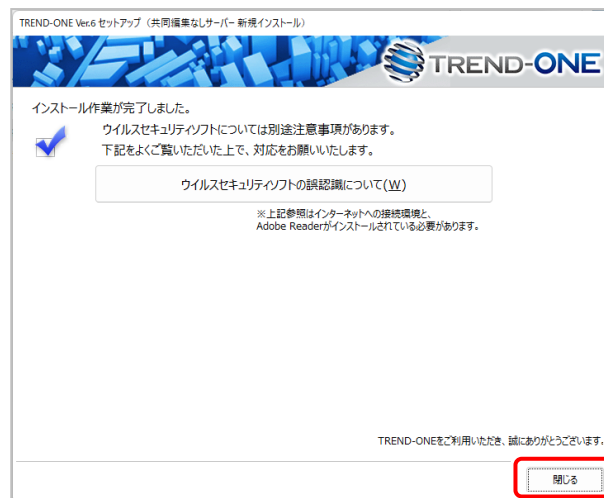 TREND-ONE Ver.6 セットアップ（共同編集なしサーバー 新規インストール）
TREND-ONE
インストール作業が完了しました。
ウイルスセキュリティソフトについては別途注意事項があります。
下記をよくご覧いただいた上で、対応をお願いいたします。
ウイルスセキュリティソフトの誤認識について(W)
※上記参照はインターネットへの接続環境と、
Adobe Readerがインストールされている必要があります。
TREND-ONEをご利用いただき、誠にありがとうございます。
閉じる